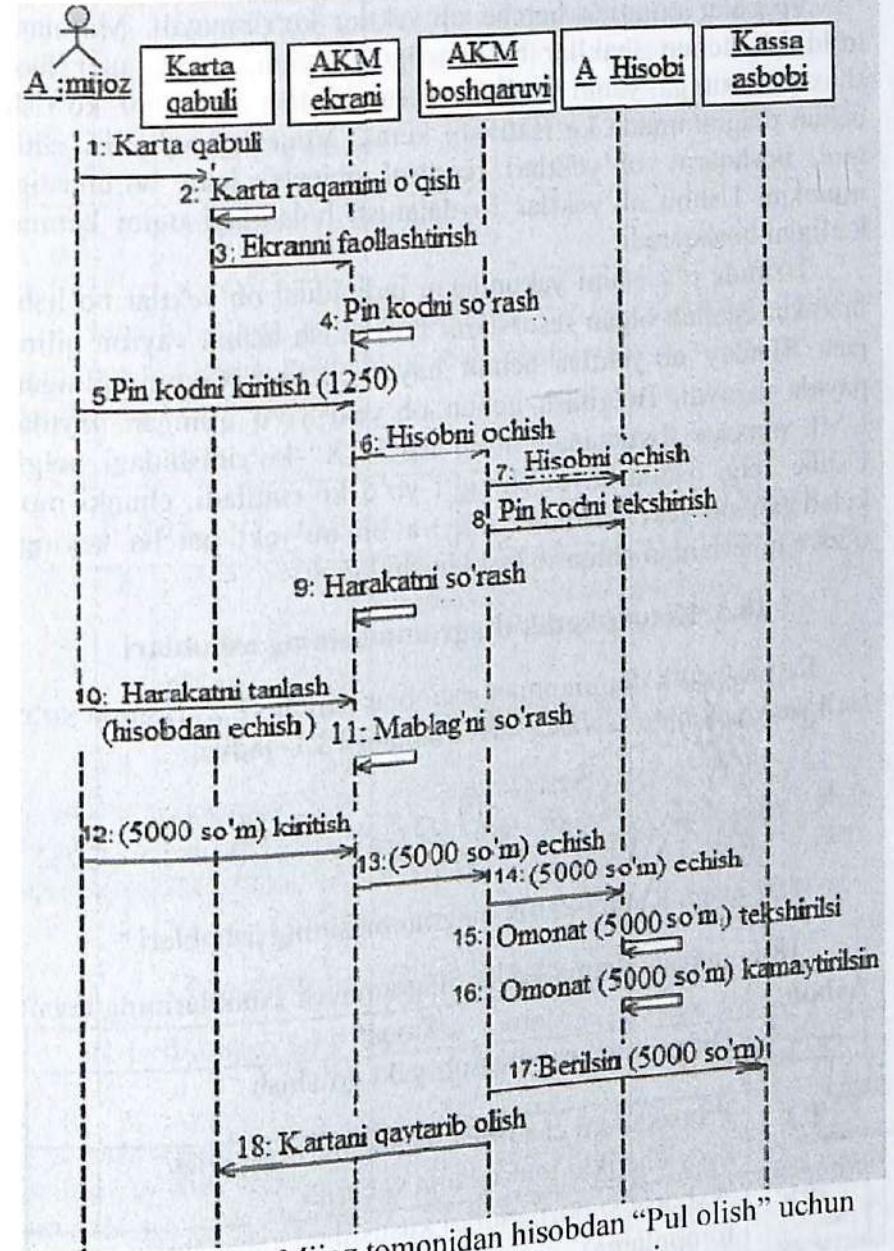 A :mijoz
Karta
qabuli
AKM
ekrani
AKM
boshqaruvi
A Hisobi
Kassa
asbobi
1: Karta qabuli
2: Karta raqamini o'qish
3: Ekranni faollashtirish
4: Pin kodni so'rash
5 Pin kodni kiritish (1250)
6: Hisobni ochish
7: Hisobni ochish
8: Pin kodni tekshirish
9: Harakatni so'rash
10: Harakatni tanlash
(hisobdan echish)
11: Mablag'ni so'rash
12: (5000 so'm) kiritish
13:(5000 so'm) echish
14:(5000 so'm) echish
15: Omonat (5000 so'm) tekshirilsi
16: Omonat (5000 so'm) kamaytirilsin
17:Berilsin (5000 so'm)
18: Kartani qaytarib olish
Mijoz tomonidan hisobdan “Pul olish” uchun